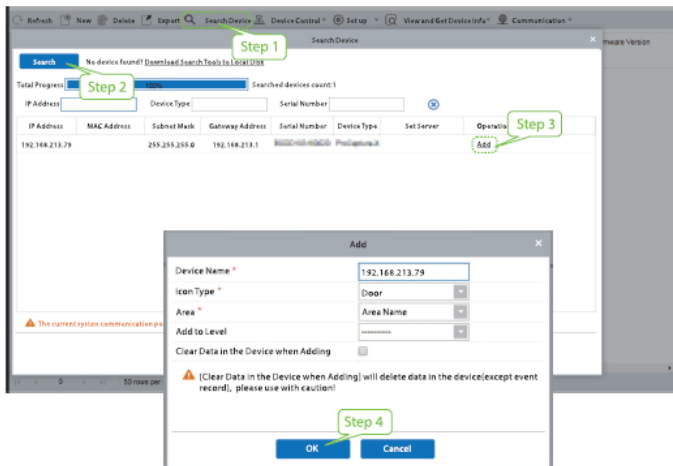 Refresh New Delete Export Search Device Device Control Set up View and Get Device Info Communication
Step 1
Search Device
Search No device found? Download Search Tools to Local Disk
Step 2
Total Progress 100% Searched devices count:1
IP Address Device Type Serial Number
IP Address MAC Address Subnet Mask Gateway Address Serial Number Device Type Set Server
Step 3
192.168.213.79 255.255.255.0 192.168.213.1 Add
Add
Device Name * 192.168.213.79
Icon Type * Door
Area * Area Name
Add to Level ----------
Clear Data in the Device when Adding
The current system communication
[Clear Data in the Device when Adding] will delete data in the device(except event
record), please use with caution!
0 50 rows per
Step 4
OK Cancel